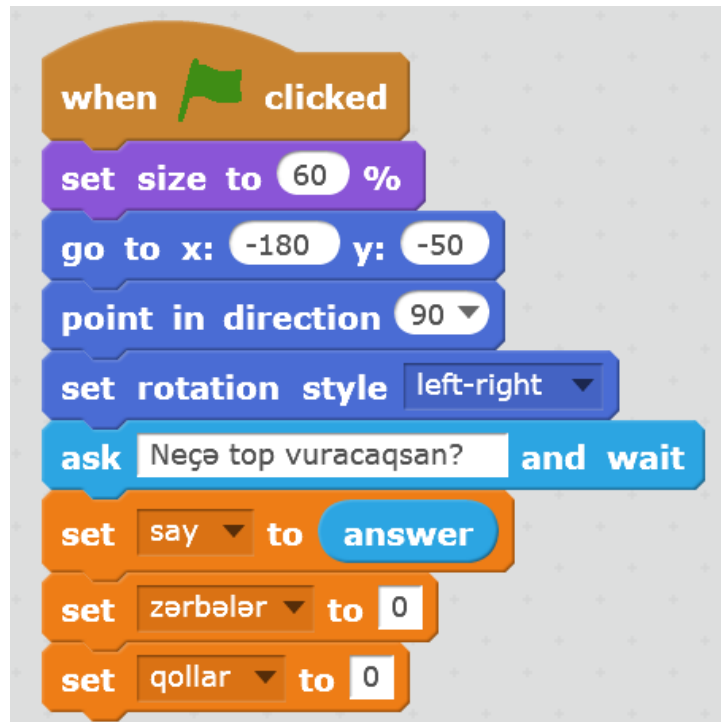 when clicked
set size to 60 %
go to x: -180 y: -50
point in direction 90
set rotation style left-right
ask Neçə top vuracaqsan? and wait
set say to answer
set zərbələr to 0
set qollar to 0